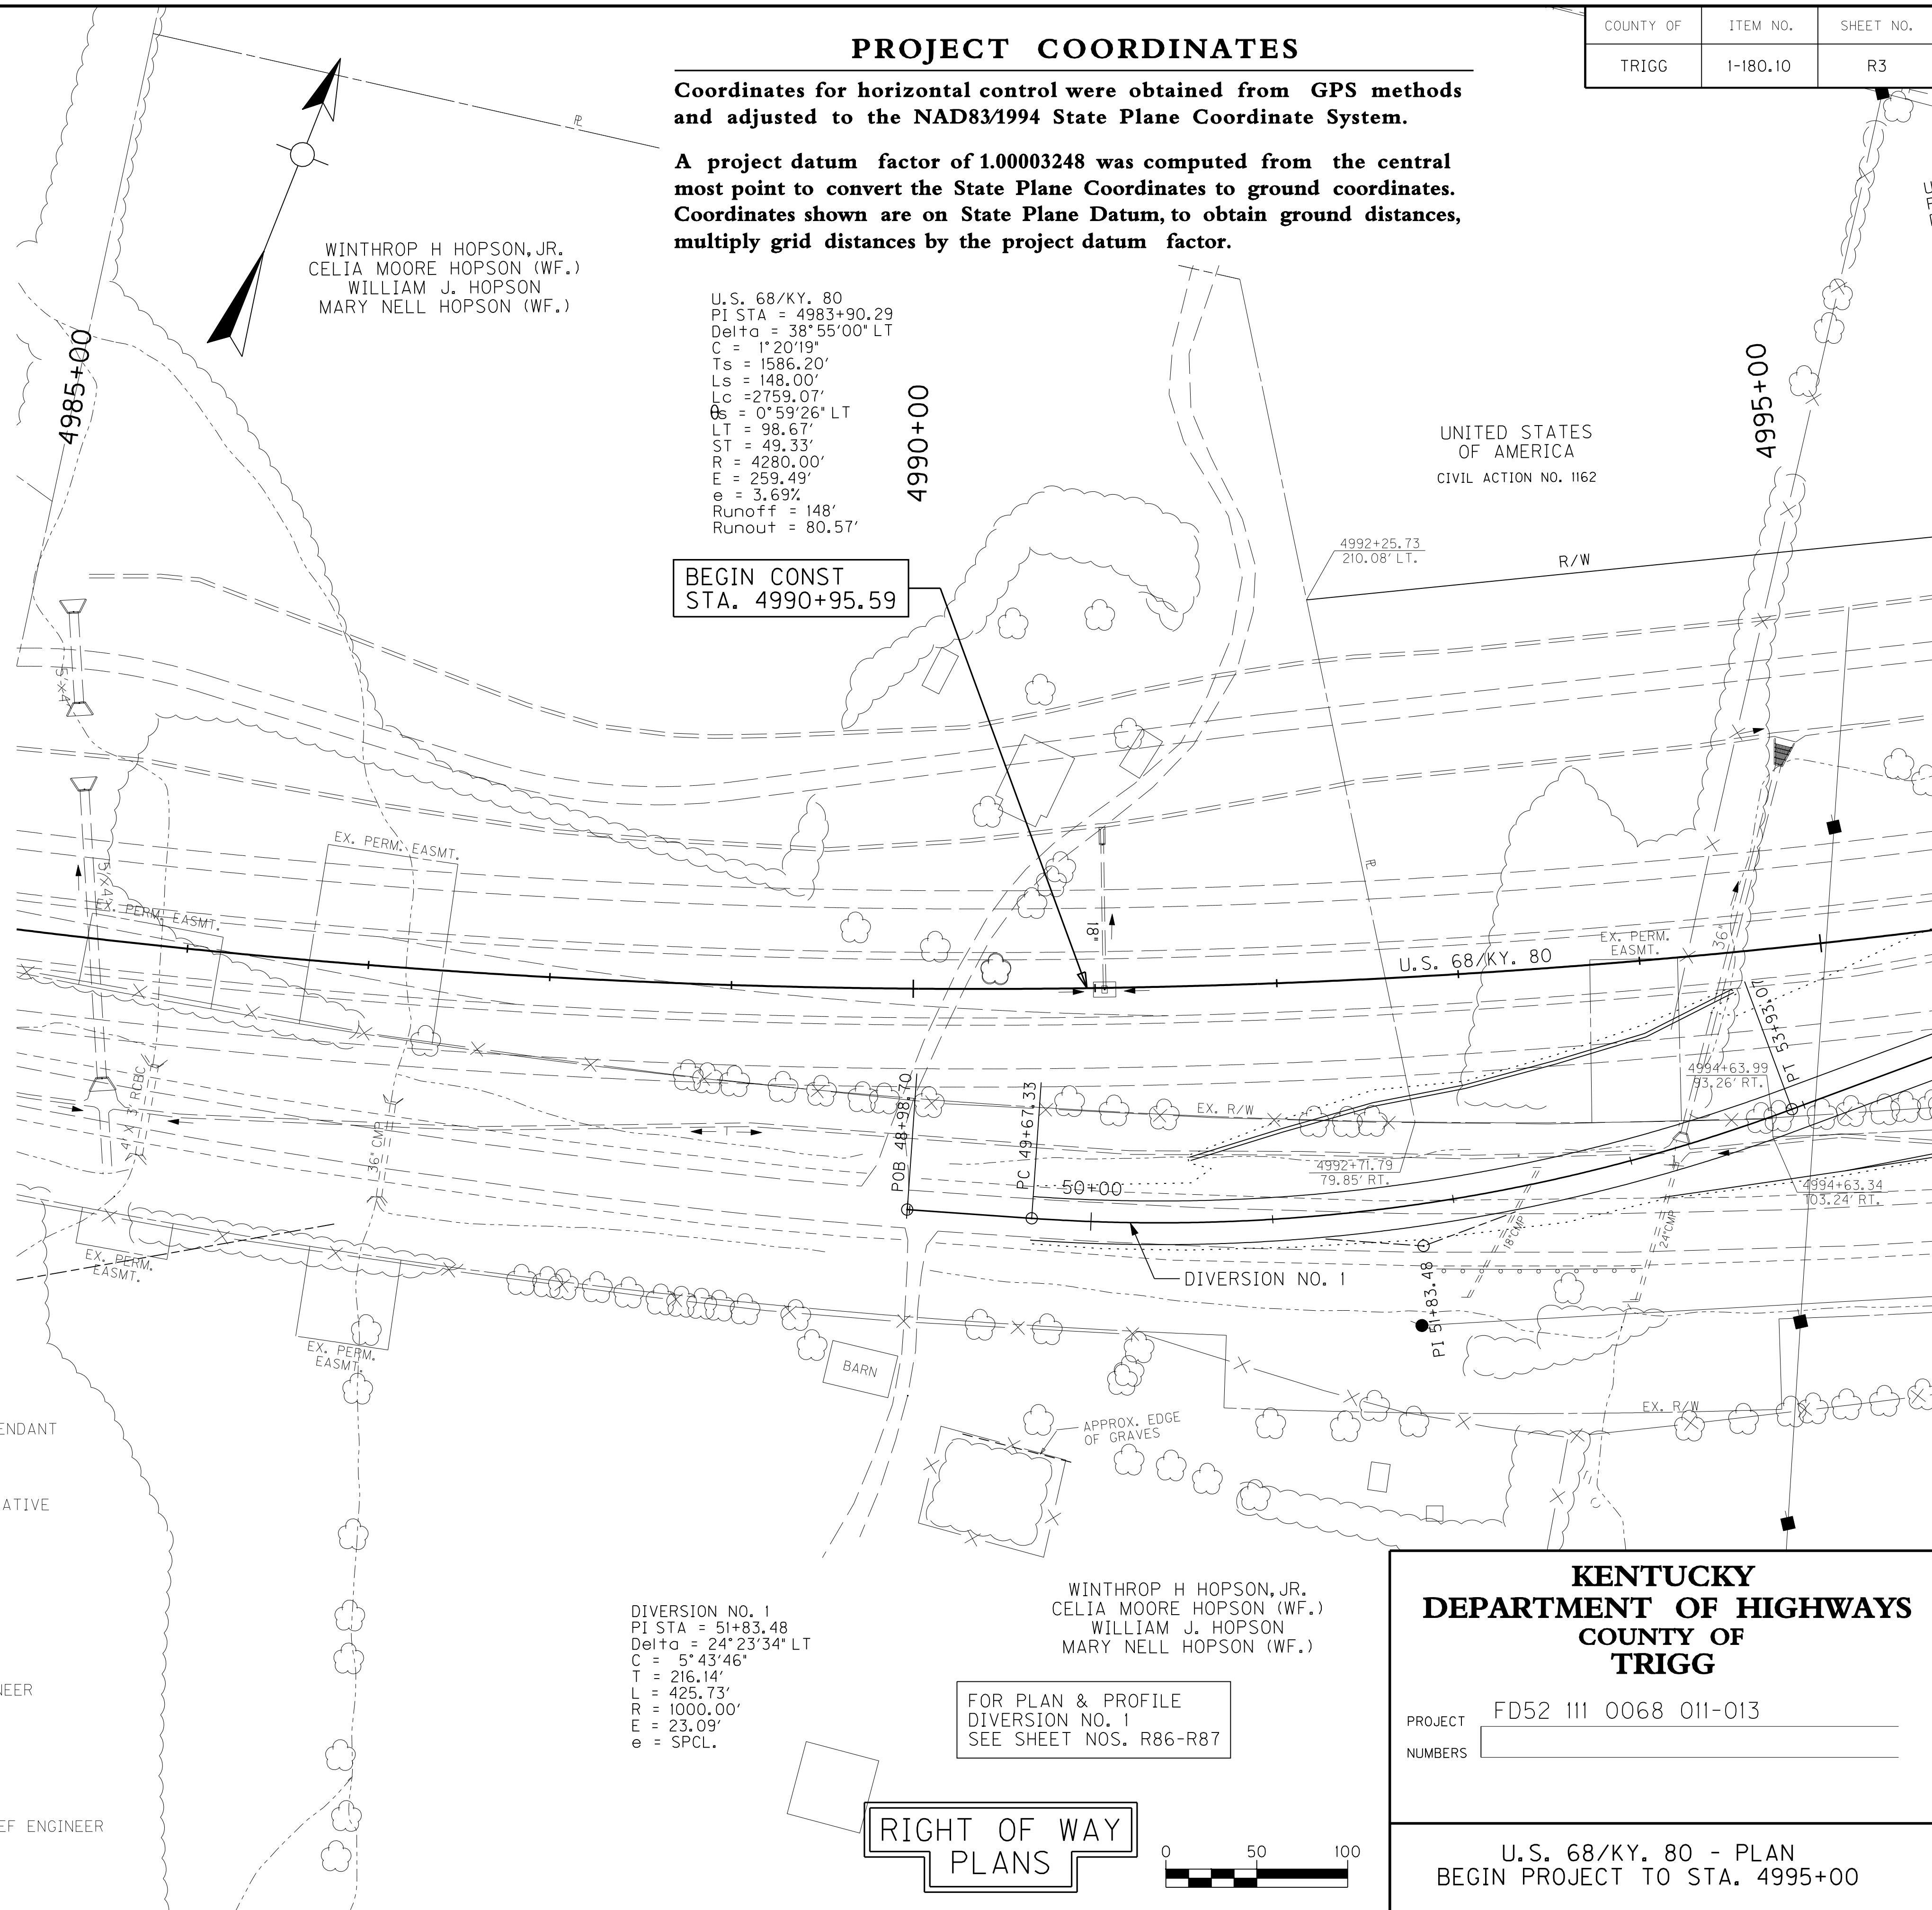 COUNTY OF ITEM NO. SHEET NO.
TRIGG 1-180.10 R3
PROJECT COORDINATES
Coordinates for horizontal control were obtained from GPS methods
and adjusted to the NAD83/1994 State Plane Coordinate System.
A project datum factor of 1.00003248 was computed from the central
most point to convert the State Plane Coordinates to ground coordinates.
Coordinates shown are on State Plane Datum, to obtain ground distances,
multiply grid distances by the project datum factor.
PL
WINTHROP H HOPSON, JR.
CELIA MOORE HOPSON (WF.)
WILLIAM J. HOPSON
MARY NELL HOPSON (WF.)
U.S. 68/KY. 80
PI STA = 4983+90.29
Delta = 38°55'00" LT
C = 1°20'19"
Ts = 1586.20'
Ls = 148.00'
Lc =2759.07'
θs = 0°59'26" LT
LT = 98.67'
ST = 49.33'
R = 4280.00'
E = 259.49'
e = 3.69%
Runoff = 148'
Runout = 80.57'
4985+00
4990+00
4995+00
UNITED STATES
OF AMERICA
CIVIL ACTION NO. 1162
4992+25.73
210.08' LT.
R/W
BEGIN CONST
STA. 4990+95.59
5' X 4'
EX. PERM. EASMT.
5' X 4'
EX. PERM. EASMT.
PL
18"
U.S. 68/KY. 80
EX. PERM.
EASMT.
36"
4' X 3' RCBC
36" CMP
POB 48+98.70
PC 49+67.33
50+00
EX. R/W
4992+71.79
79.85' RT.
4994+63.99
93.26' RT.
PT 53+93.07
4994+63.34
103.24' RT.
18"CMP
24"CMP
T
EX. PERM.
EASMT.
DIVERSION NO. 1
PI 51+83.48
EX. PERM.
EASMT.
BARN
EX. R/W
APPROX. EDGE
OF GRAVES
ENDANT
ATIVE
NEER
EF ENGINEER
DIVERSION NO. 1
PI STA = 51+83.48
Delta = 24°23'34" LT
C = 5°43'46"
T = 216.14'
L = 425.73'
R = 1000.00'
E = 23.09'
e = SPCL.
WINTHROP H HOPSON, JR.
CELIA MOORE HOPSON (WF.)
WILLIAM J. HOPSON
MARY NELL HOPSON (WF.)
FOR PLAN & PROFILE
DIVERSION NO. 1
SEE SHEET NOS. R86-R87
RIGHT OF WAY
PLANS
0 50 100
KENTUCKY
DEPARTMENT OF HIGHWAYS
COUNTY OF
TRIGG
PROJECT FD52 111 0068 011-013
NUMBERS
U.S. 68/KY. 80 - PLAN
BEGIN PROJECT TO STA. 4995+00